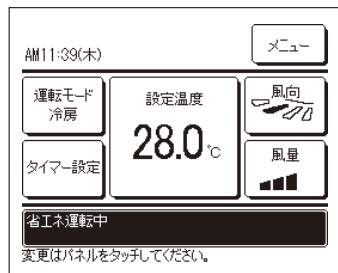 AM11:39(木)
メニュー
運転モード
冷房
設定温度
28.0℃
風向
タイマー設定
風量
省エネ運転中
変更はパネルをタッチしてください。